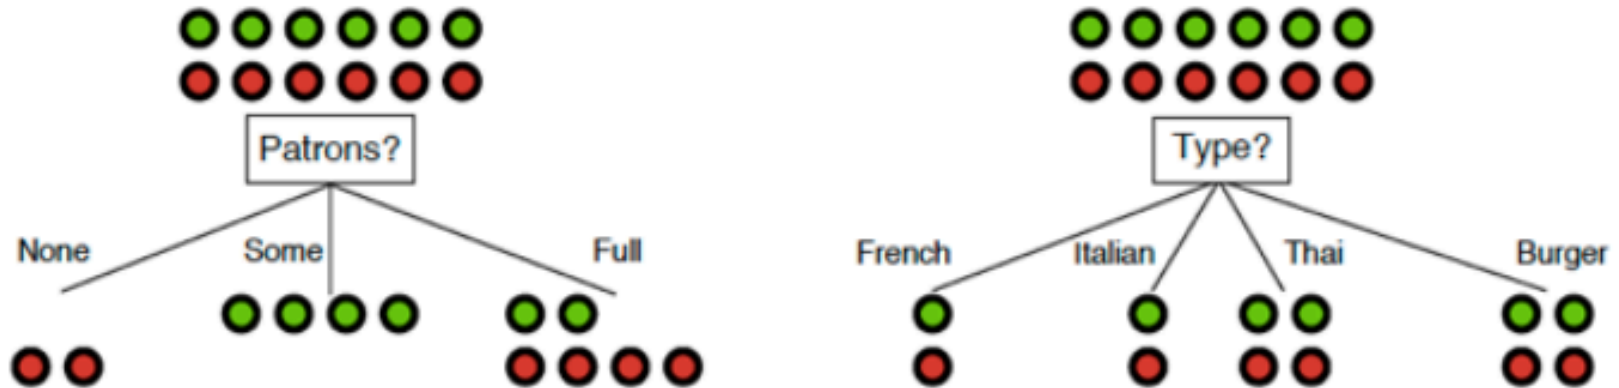 Patrons?
None
Some
Full
Type?
French
Italian
Thai
Burger